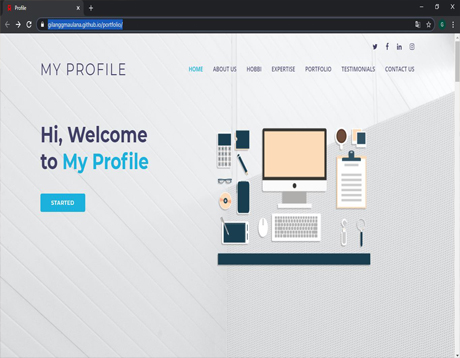 Profile
gilanggmaulana.github.io/portfolio/
MY PROFILE
HOME ABOUT US HOBBI EXPERTISE PORTFOLIO TESTIMONIALS CONTACT US
Hi, Welcome
to My Profile
STARTED